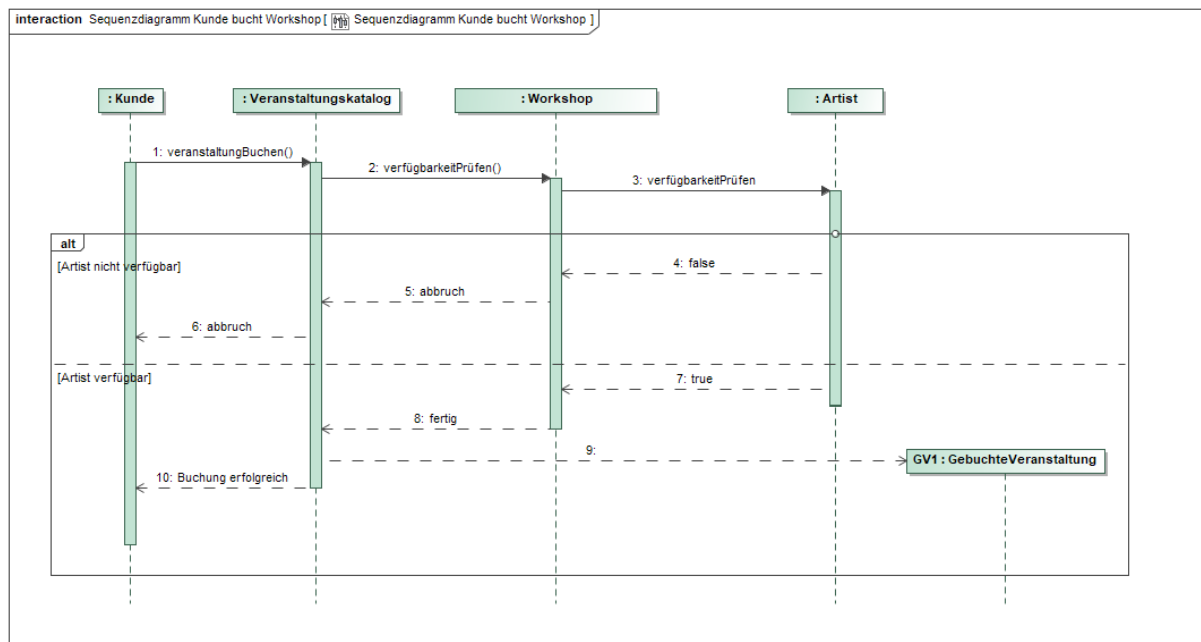 interaction Sequenzdiagramm Kunde bucht Workshop [ Sequenzdiagramm Kunde bucht Workshop ]
: Kunde
: Veranstaltungskatalog
: Workshop
: Artist
1: veranstaltungBuchen()
2: verfügbarkeitPrüfen()
3: verfügbarkeitPrüfen
alt
[Artist nicht verfügbar]
4: false
5: abbruch
6: abbruch
[Artist verfügbar]
7: true
8: fertig
9:
GV1 : GebuchteVeranstaltung
10: Buchung erfolgreich